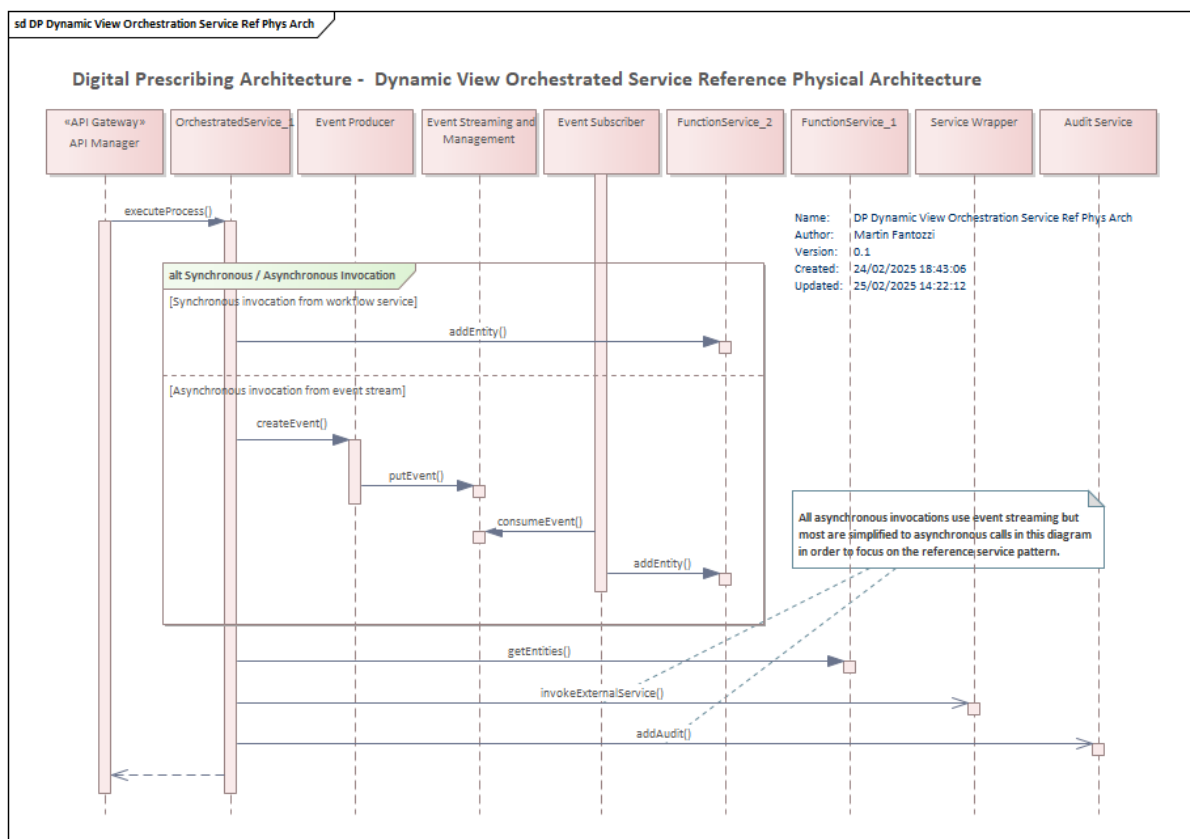 sd DP Dynamic View Orchestration Service Ref Phys Arch
Digital Prescribing Architecture - Dynamic View Orchestrated Service Reference Physical Architecture
«API Gateway»
API Manager
OrchestratedService_1
Event Producer
Event Streaming and
Management
Event Subscriber
FunctionService_2
FunctionService_1
Service Wrapper
Audit Service
executeProcess()
Name: DP Dynamic View Orchestration Service Ref Phys Arch
Author: Martin Fantozzi
Version: 0.1
Created: 24/02/2025 18:43:06
Updated: 25/02/2025 14:22:12
alt Synchronous / Asynchronous Invocation
[Synchronous invocation from workflow service]
addEntity()
[Asynchronous invocation from event stream]
createEvent()
putEvent()
consumeEvent()
addEntity()
All asynchronous invocations use event streaming but
most are simplified to asynchronous calls in this diagram
in order to focus on the reference service pattern.
getEntities()
invokeExternalService()
addAudit()